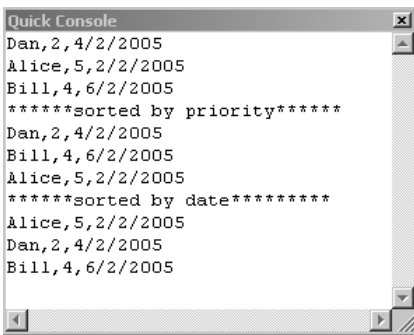 Quick Console
Dan,2,4/2/2005
Alice,5,2/2/2005
Bill,4,6/2/2005
******sorted by priority******
Dan,2,4/2/2005
Bill,4,6/2/2005
Alice,5,2/2/2005
******sorted by date*********
Alice,5,2/2/2005
Dan,2,4/2/2005
Bill,4,6/2/2005